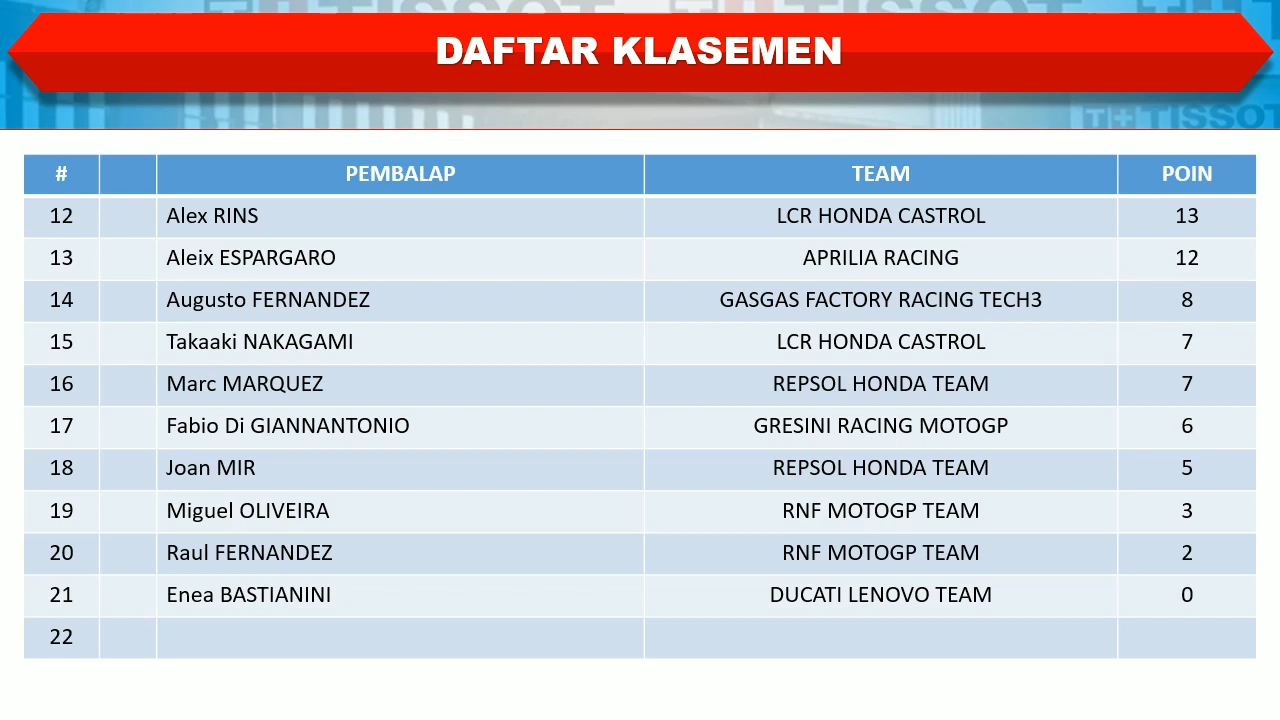 TISSOT
DAFTAR KLASEMEN
T+TISSOT
# PEMBALAP TEAM POIN
12 Alex RINS LCR HONDA CASTROL 13
13 Aleix ESPARGARO APRILIA RACING 12
14 Augusto FERNANDEZ GASGAS FACTORY RACING TECH3 8
15 Takaaki NAKAGAMI LCR HONDA CASTROL 7
16 Marc MARQUEZ REPSOL HONDA TEAM 7
17 Fabio Di GIANNANTONIO GRESINI RACING MOTOGP 6
18 Joan MIR REPSOL HONDA TEAM 5
19 Miguel OLIVEIRA RNF MOTOGP TEAM 3
20 Raul FERNANDEZ RNF MOTOGP TEAM 2
21 Enea BASTIANINI DUCATI LENOVO TEAM 0
22